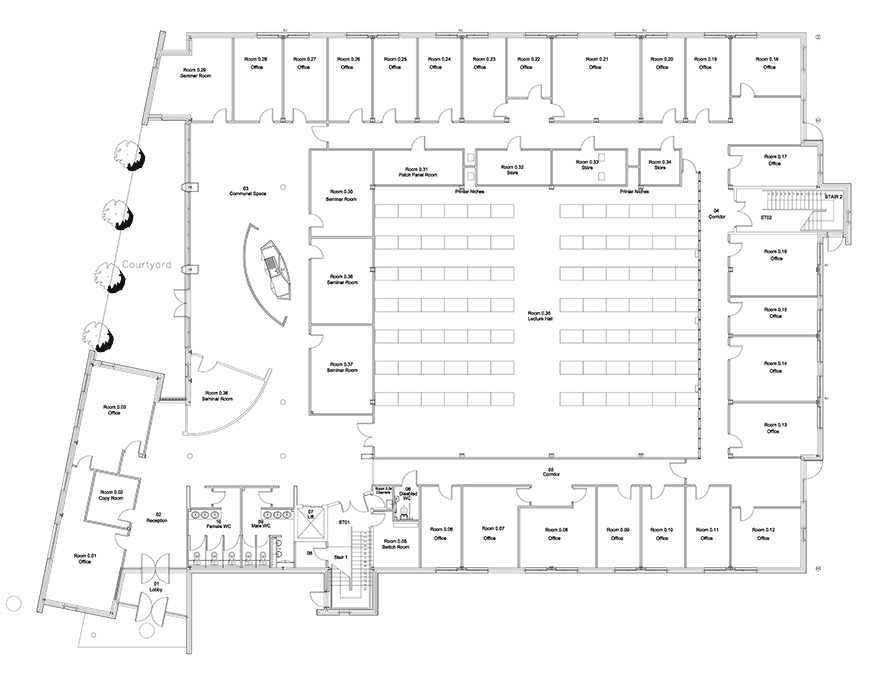 Room 0.29
Seminar Room
Room 0.28
Office
Room 0.27
Office
Room 0.26
Office
Room 0.25
Office
Room 0.24
Office
Room 0.23
Office
Room 0.22
Office
Room 0.21
Office
Room 0.20
Office
Room 0.19
Office
Room 0.18
Office
Room 0.17
Office
03
Communal Space
Room 0.30
Seminar Room
Room 0.31
Patch Panel Room
Room 0.32
Store
Room 0.33
Store
Room 0.34
Store
Printer Niches
Printer Niches
04
Corridor
ST02
STAIR 2
Courtyard
Room 0.36
Seminar Room
Room 0.16
Office
Room 0.35
Lecture Hall
Room 0.15
Office
Room 0.37
Seminar Room
Room 0.14
Office
Room 0.38
Seminar Room
Room 0.03
Office
Room 0.13
Office
05
Corridor
Room 0.02
Copy Room
02
Reception
10
Female WC
09
Male WC
07
Lift
ST01
Room 0.04
Cleaners
06
Disabled
WC
08
Stair 1
Room 0.05
Switch Room
Room 0.06
Office
Room 0.07
Office
Room 0.08
Office
Room 0.09
Office
Room 0.10
Office
Room 0.11
Office
Room 0.12
Office
Room 0.01
Office
01
Lobby